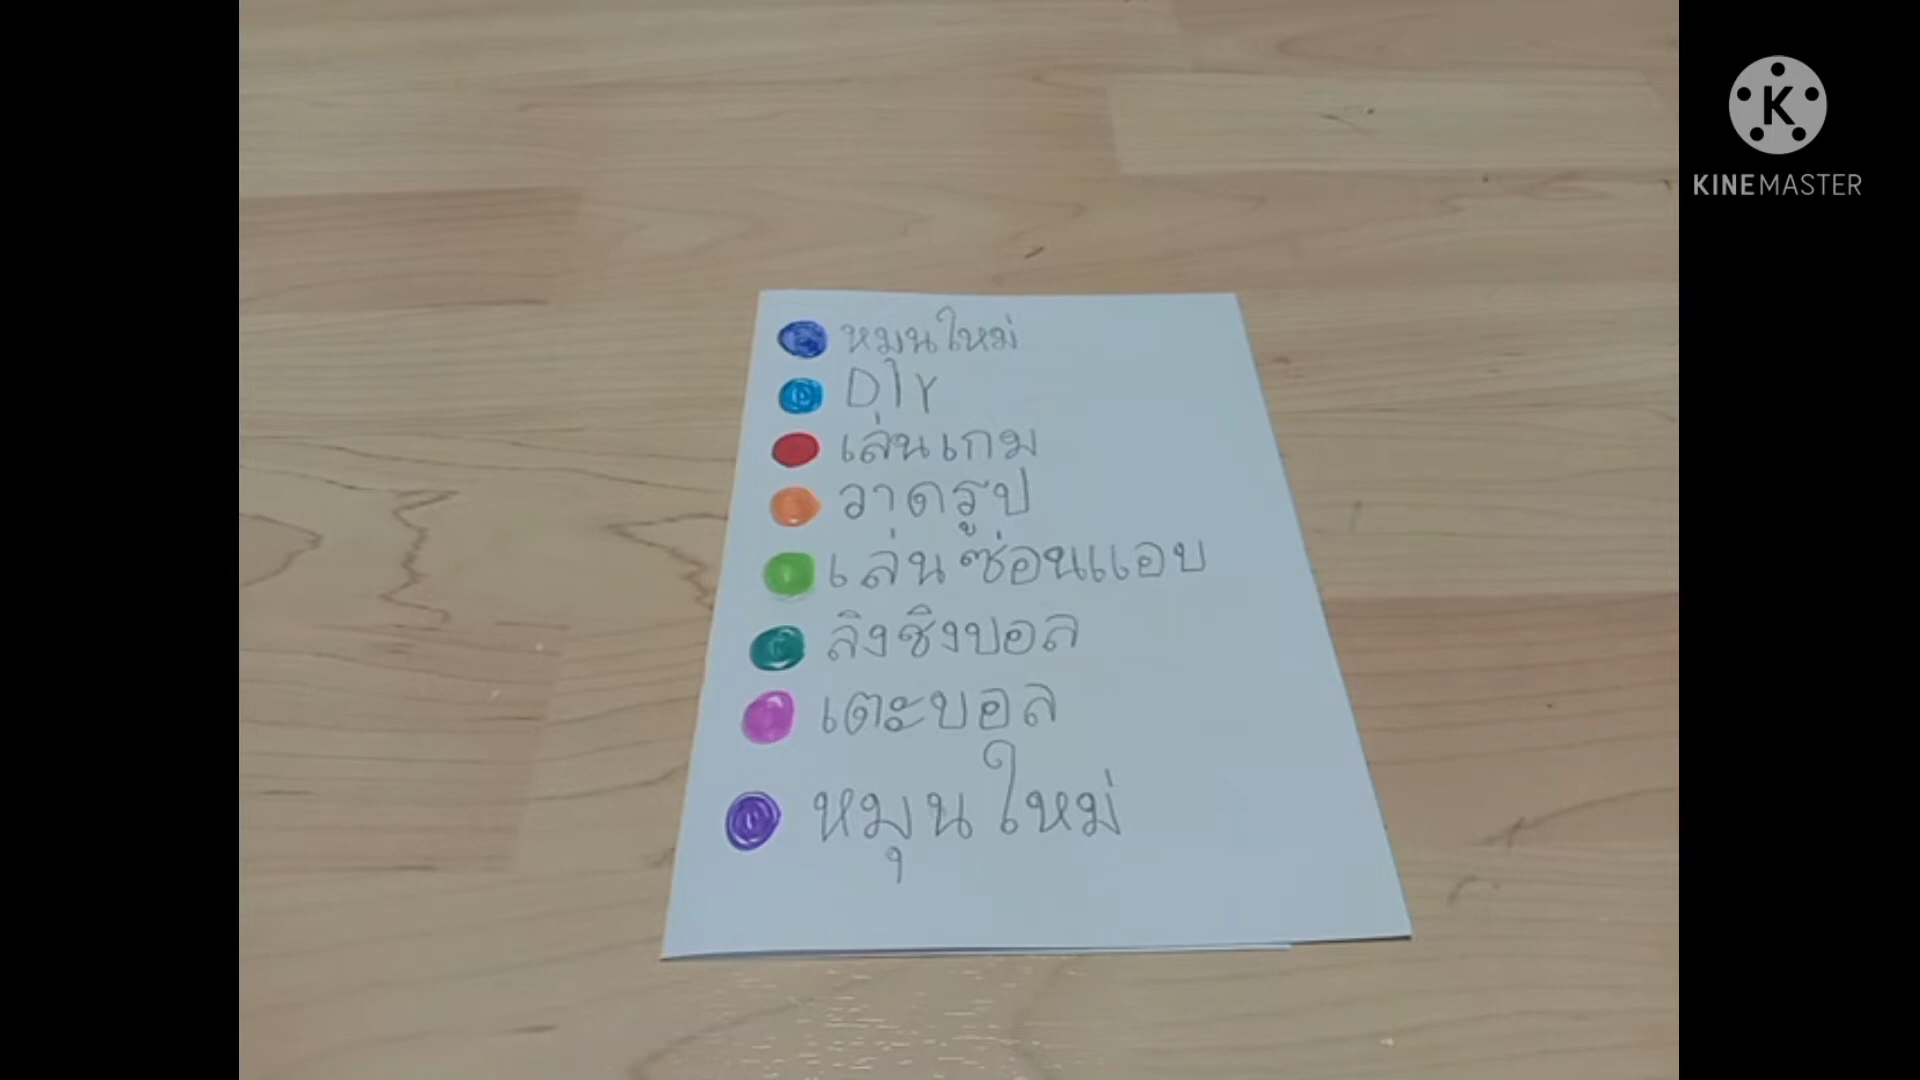 หมุนใหม่
DIY
เล่นเกม
วาดรูป
เล่นซ่อนแอบ
ลิงชิงบอล
เตะบอล
หมุนใหม่
K
KINEMASTER